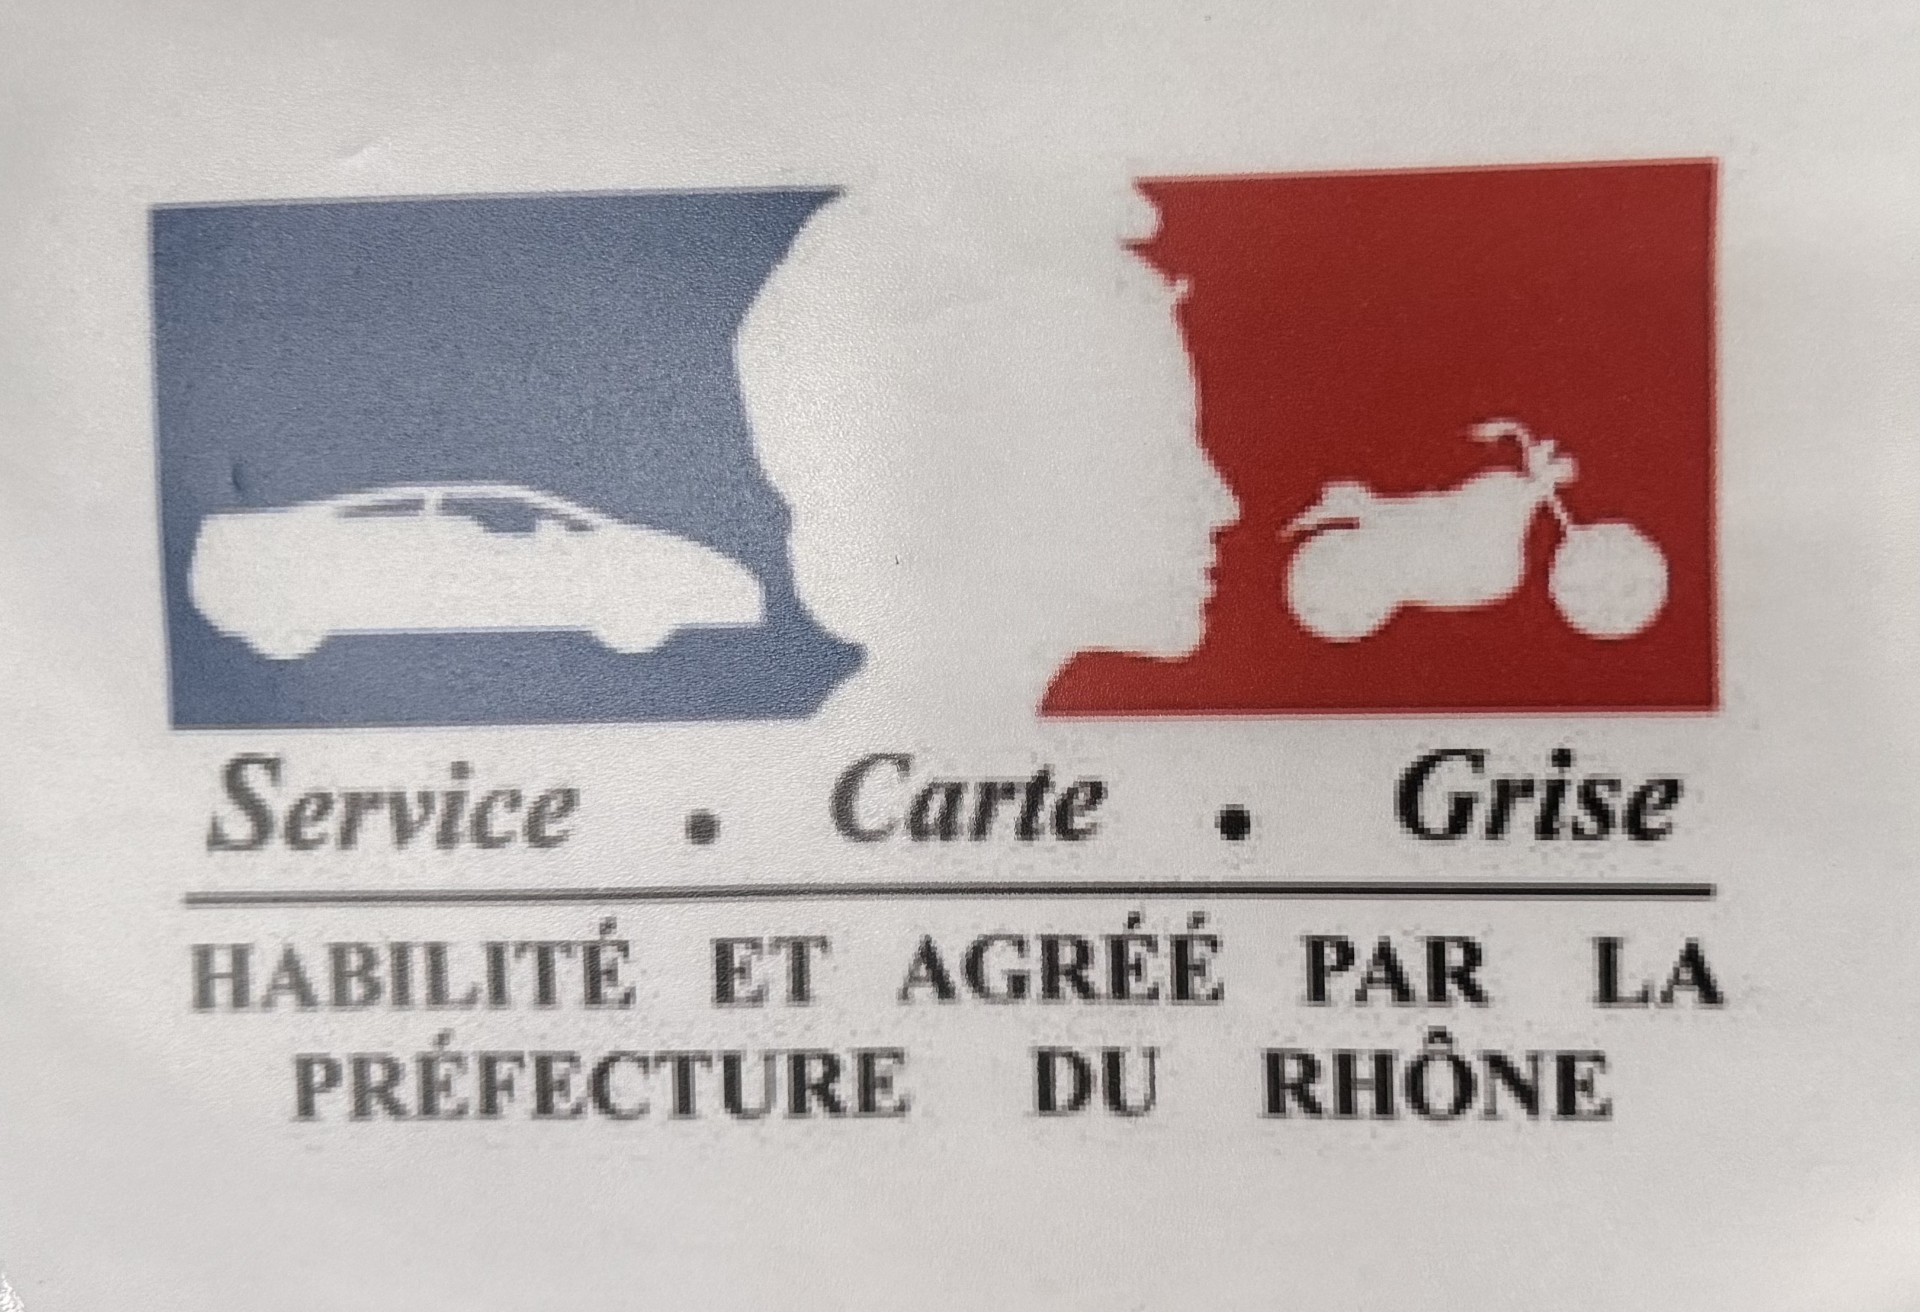 Service • Carte • Grise
HABILITÉ ET AGRÉÉ PAR LA
PRÉFECTURE DU RHÔNE